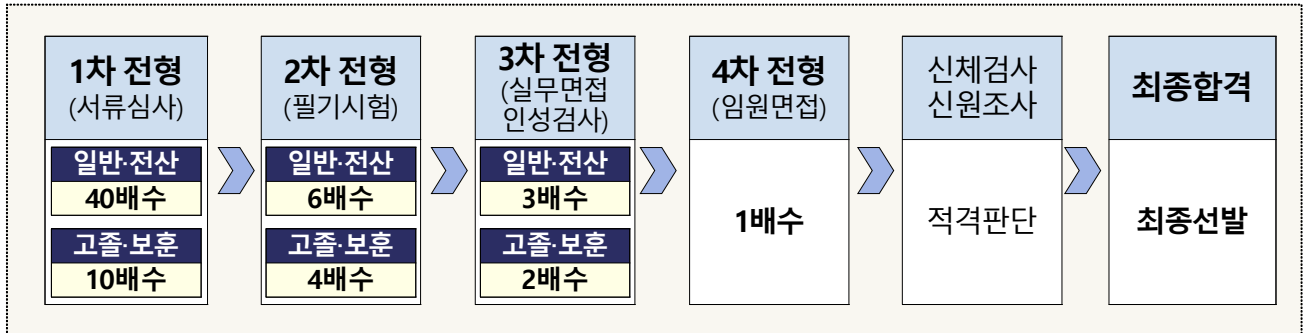 1차 전형
(서류심사)
일반·전산
40배수
고졸·보훈
10배수
2차 전형
(필기시험)
일반·전산
6배수
고졸·보훈
4배수
3차 전형
(실무면접
인성검사)
일반·전산
3배수
고졸·보훈
2배수
4차 전형
(임원면접)
1배수
신체검사
신원조사
적격판단
최종합격
최종선발